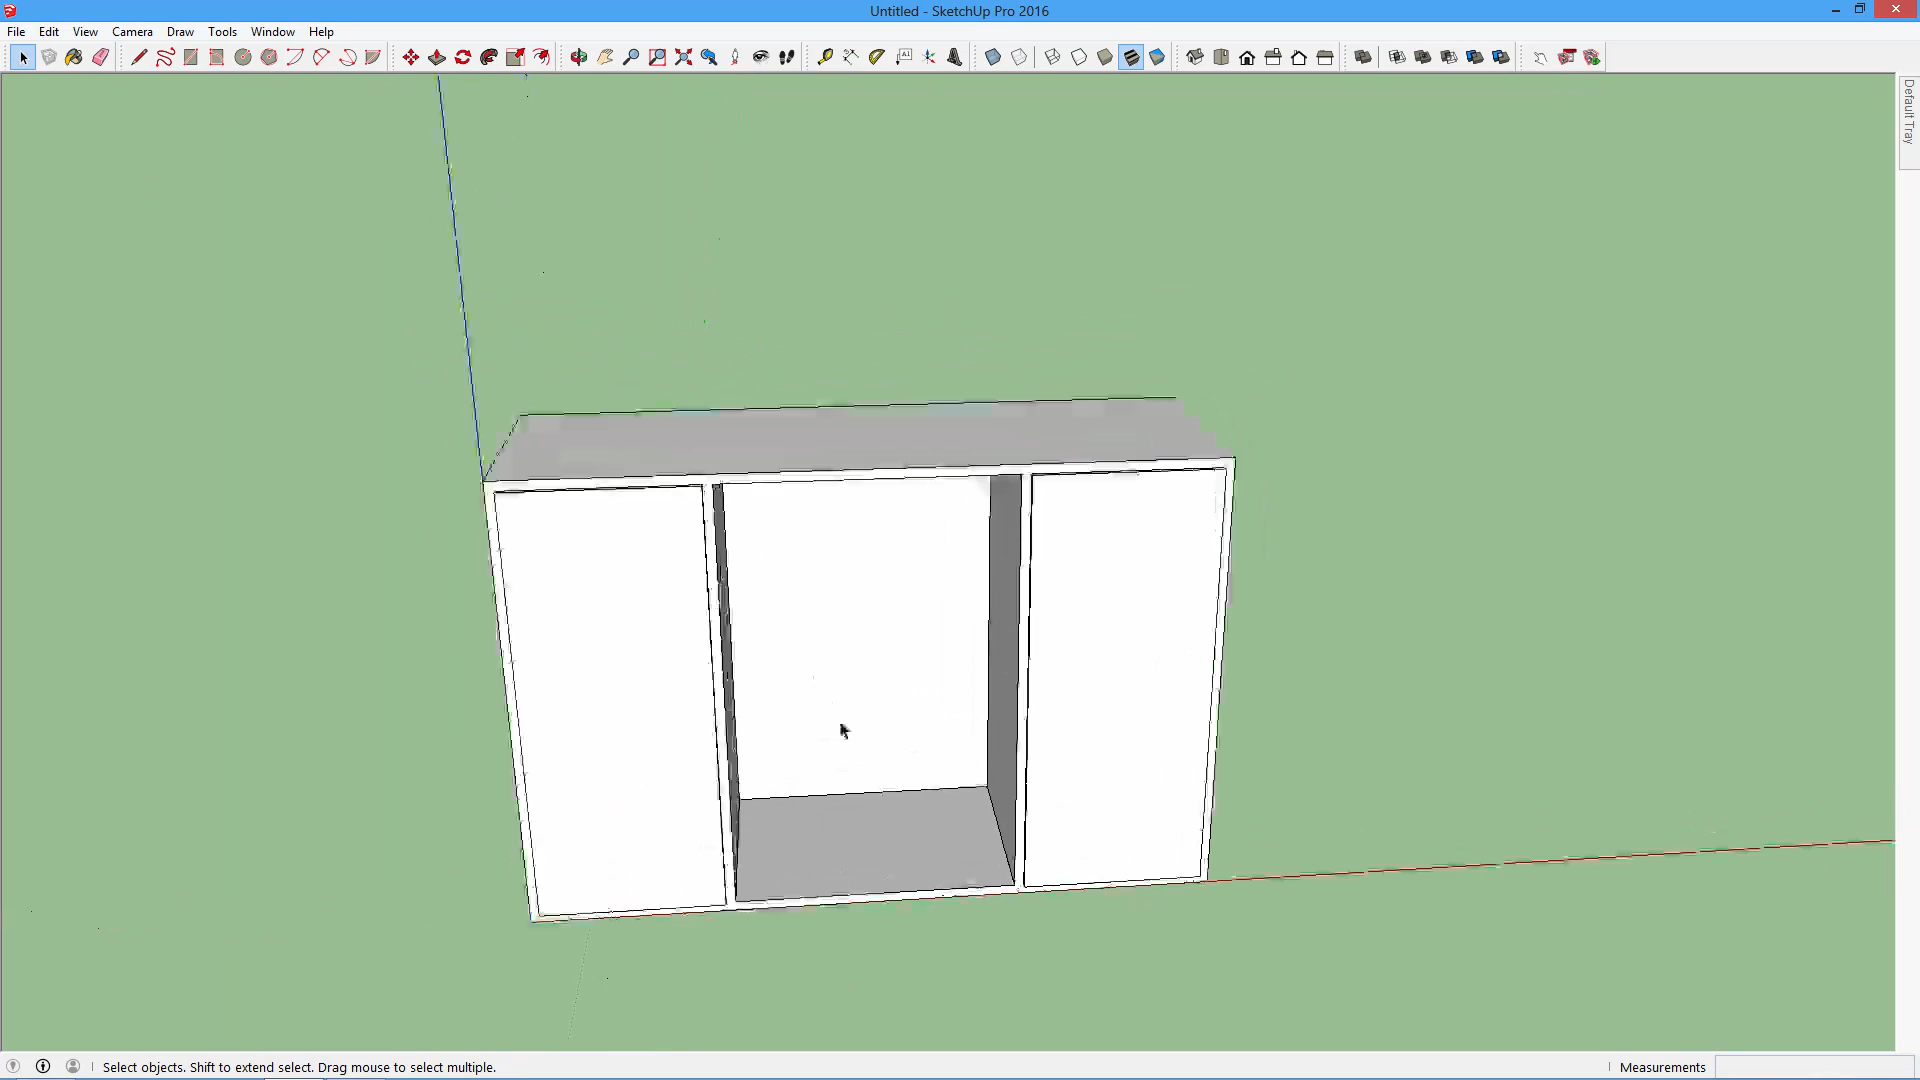 Untitled - SketchUp Pro 2016
File Edit View Camera Draw Tools Window Help
A1
Default Tray
Select objects. Shift to extend select. Drag mouse to select multiple.
Measurements